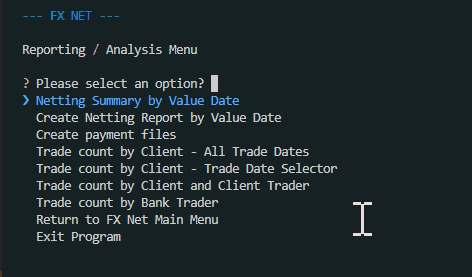 --- FX NET ---
Reporting / Analysis Menu
? Please select an option?
❯ Netting Summary by Value Date
Create Netting Report by Value Date
Create payment files
Trade count by Client - All Trade Dates
Trade count by Client - Trade Date Selector
Trade count by Client and Client Trader
Trade count by Bank Trader
Return to FX Net Main Menu
Exit Program